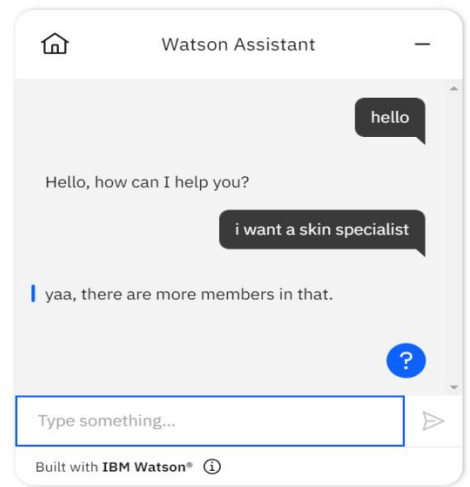 Watson Assistant
hello
Hello, how can I help you?
i want a skin specialist
yaa, there are more members in that.
?
Type something...
Built with IBM Watson®